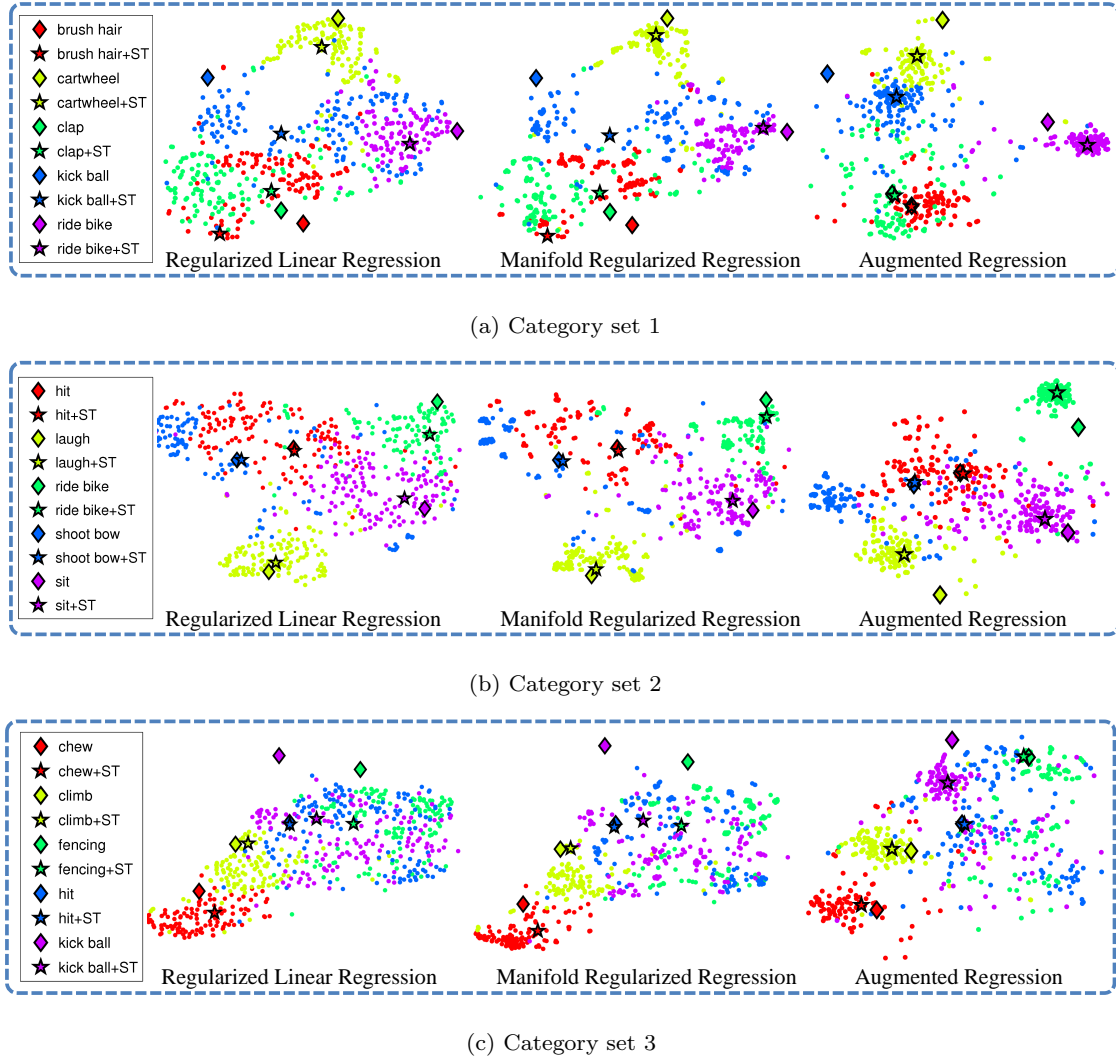 brush hair
brush hair+ST
cartwheel
cartwheel+ST
clap
clap+ST
kick ball
kick ball+ST
ride bike
ride bike+ST
Regularized Linear Regression Manifold Regularized Regression Augmented Regression
(a) Category set 1
hit
hit+ST
laugh
laugh+ST
ride bike
ride bike+ST
shoot bow
shoot bow+ST
sit
sit+ST
Regularized Linear Regression Manifold Regularized Regression Augmented Regression
(b) Category set 2
chew
chew+ST
climb
climb+ST
fencing
fencing+ST
hit
hit+ST
kick ball
kick ball+ST
Regularized Linear Regression Manifold Regularized Regression Augmented Regression
(c) Category set 3